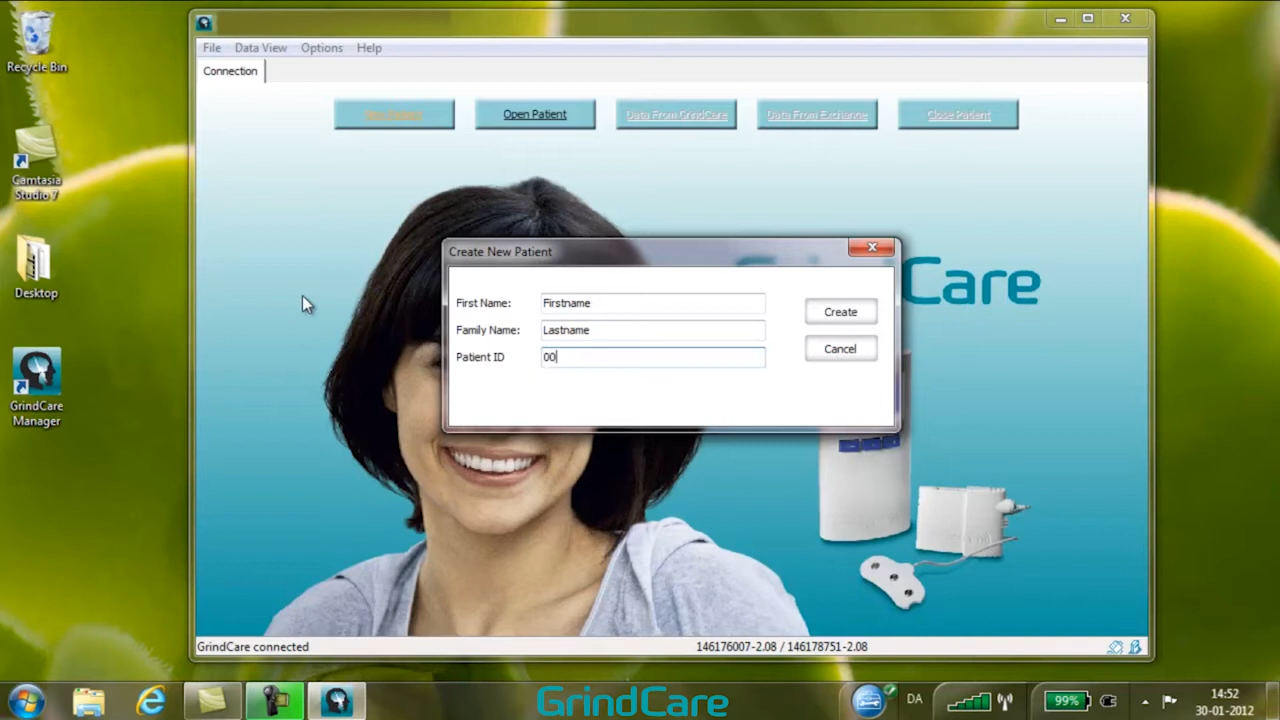 Recycle Bin
Camtasia
Studio 7
Desktop
GrindCare
Manager
File Data View Options Help
Connection
Open Patient
Data From GrindCare
Data From Exchange
Close Patient
Create New Patient
First Name: Firstname
Family Name: Lastname
Patient ID 00
Create
Cancel
Care
GrindCare connected
146176007-2.08 / 146178751-2.08
GrindCare
DA
99%
14:52
30-01-2012